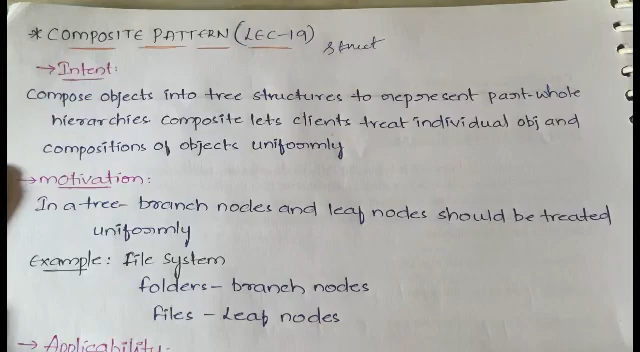 * COMPOSITE PATTERN (LEC-19) struct
→ Intent:
Compose objects into tree structures to represent part-whole
hierarchies. Composite lets clients treat individual obj and
compositions of objects uniformly
→ motivation:
In a tree- branch nodes and leaf nodes should be treated
uniformly
Example: file system
folders- branch nodes
files - Leaf nodes
→ Applicability: